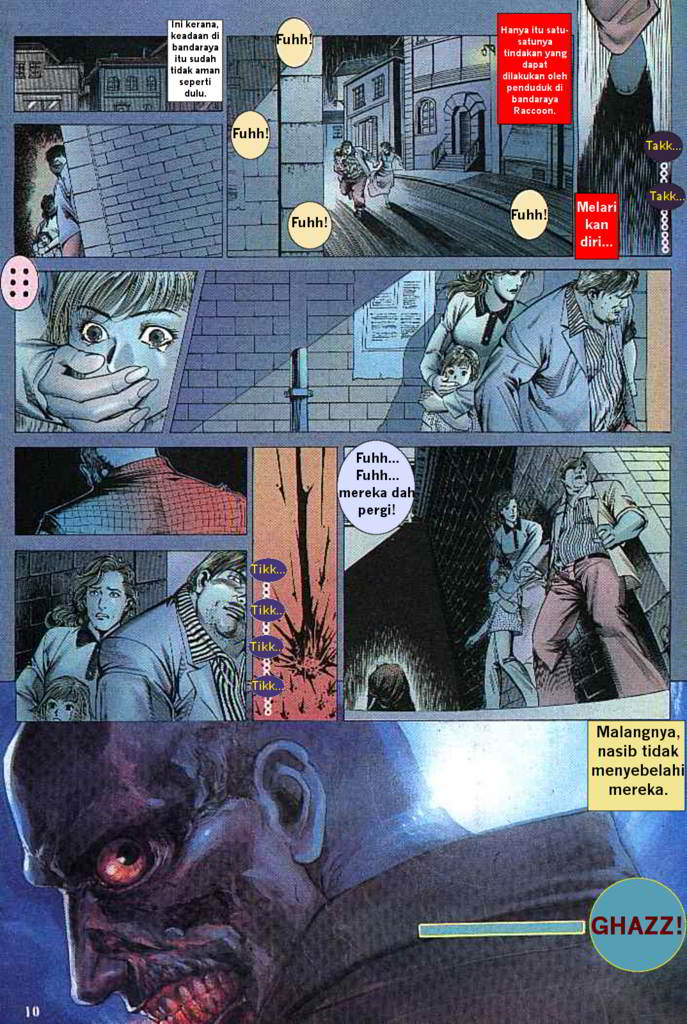 Ini kerana,
keadaan di
bandaraya
itu sudah
tidak aman
seperti
dulu.
Fuhh!
Fuhh!
Fuhh!
Fuhh!
Hanya itu satu-
satunya
tindakan yang
dapat
dilakukan oleh
penduduk di
bandaraya
Raccoon.
Takk...
Takk...
Melari
kan
diri...
Fuhh...
Fuhh...
mereka dah
pergi!
Tikk...
Tikk...
Tikk...
Tikk...
Malangnya,
nasib tidak
menyebelahi
mereka.
GHAZZ!
10